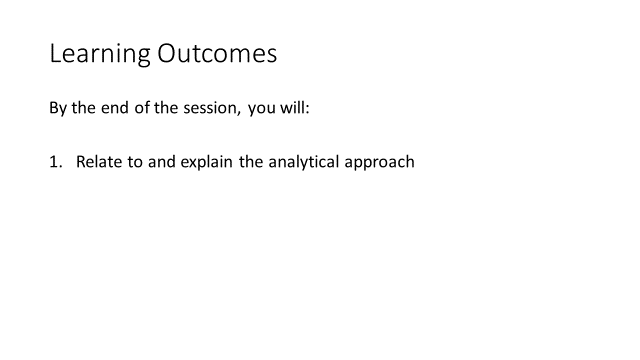 Learning Outcomes
By the end of the session, you will:
1. Relate to and explain the analytical approach